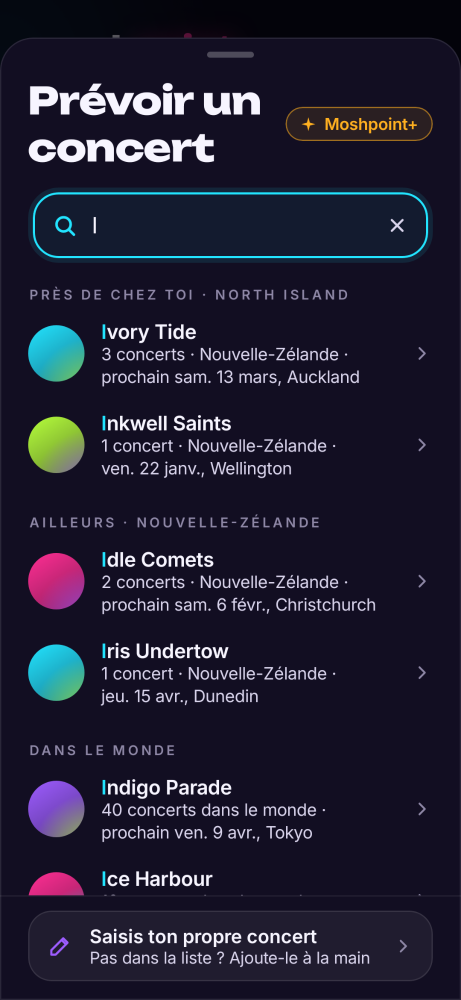 Prévoir un
concert
Moshpoint+
I
PRÈS DE CHEZ TOI · NORTH ISLAND
Ivory Tide
3 concerts · Nouvelle-Zélande ·
prochain sam. 13 mars, Auckland
Inkwell Saints
1 concert · Nouvelle-Zélande ·
ven. 22 janv., Wellington
AILLEURS · NOUVELLE-ZÉLANDE
Idle Comets
2 concerts · Nouvelle-Zélande ·
prochain sam. 6 févr., Christchurch
Iris Undertow
1 concert · Nouvelle-Zélande ·
jeu. 15 avr., Dunedin
DANS LE MONDE
Indigo Parade
40 concerts dans le monde ·
prochain ven. 9 avr., Tokyo
Ice Harbour
Saisis ton propre concert
Pas dans la liste ? Ajoute-le à la main